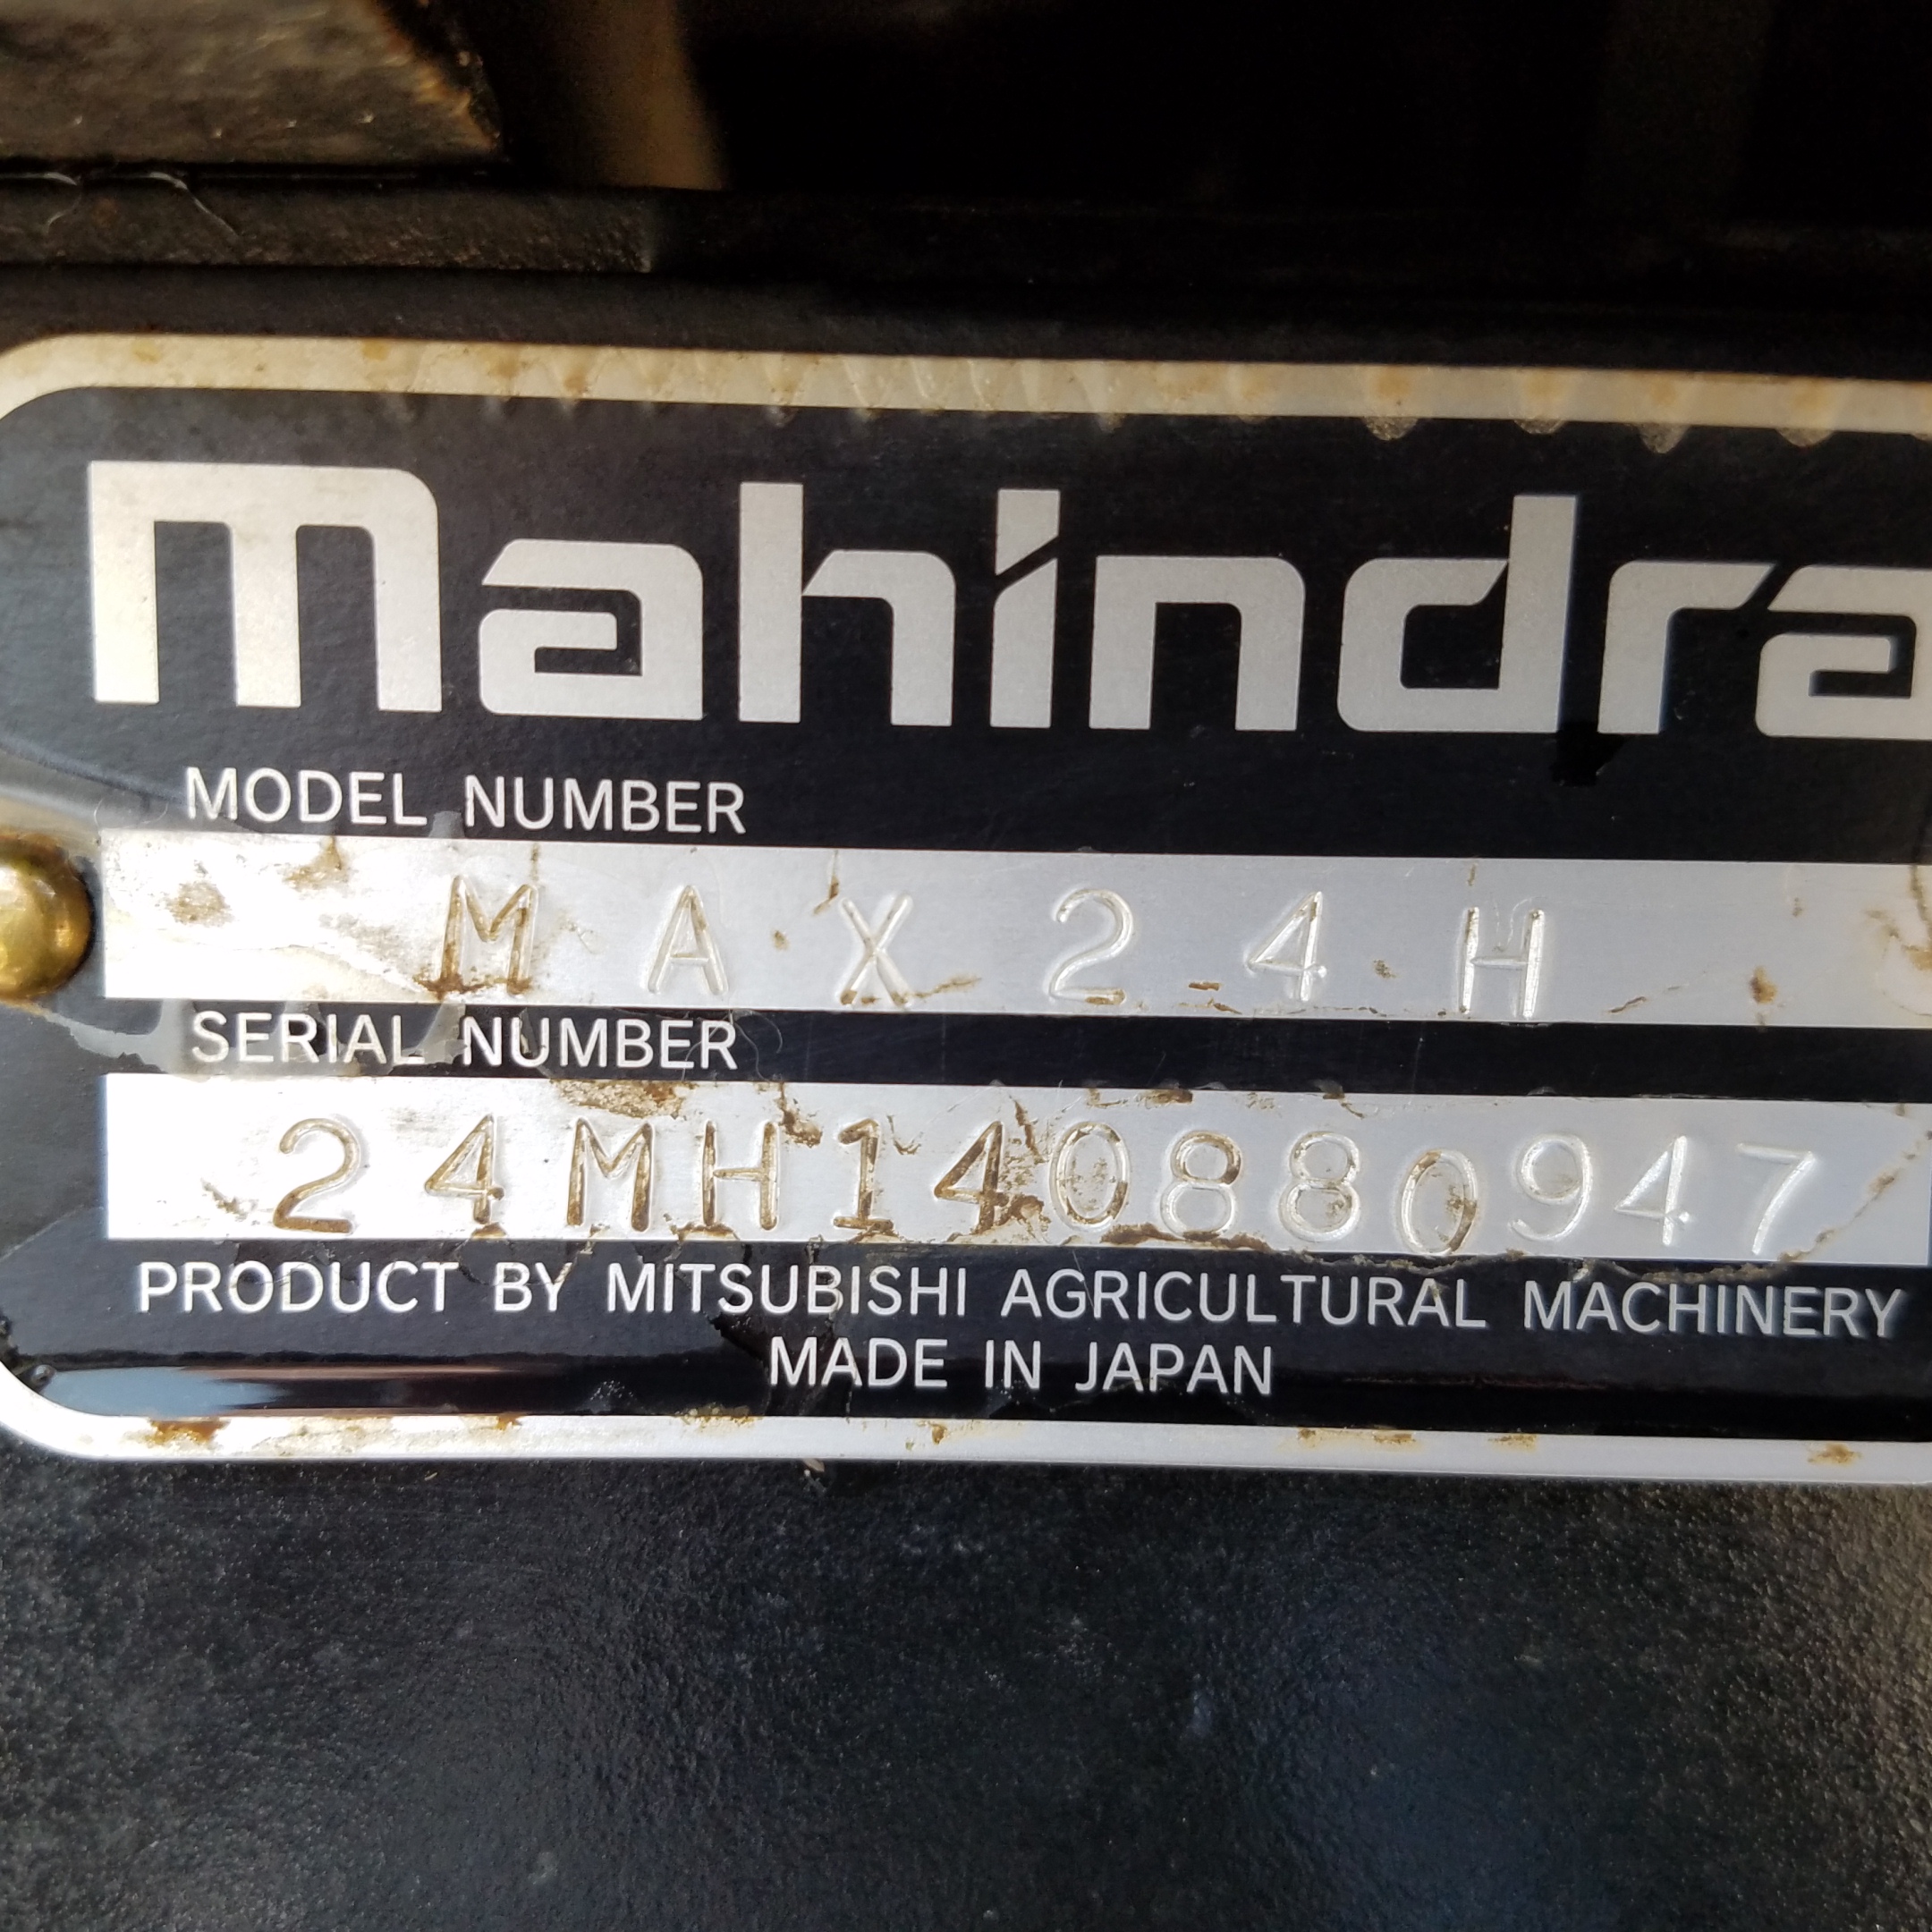 Mahindra
MODEL NUMBER
MAX24H
SERIAL NUMBER
24MH140880947
PRODUCT BY MITSUBISHI AGRICULTURAL MACHINERY
MADE IN JAPAN